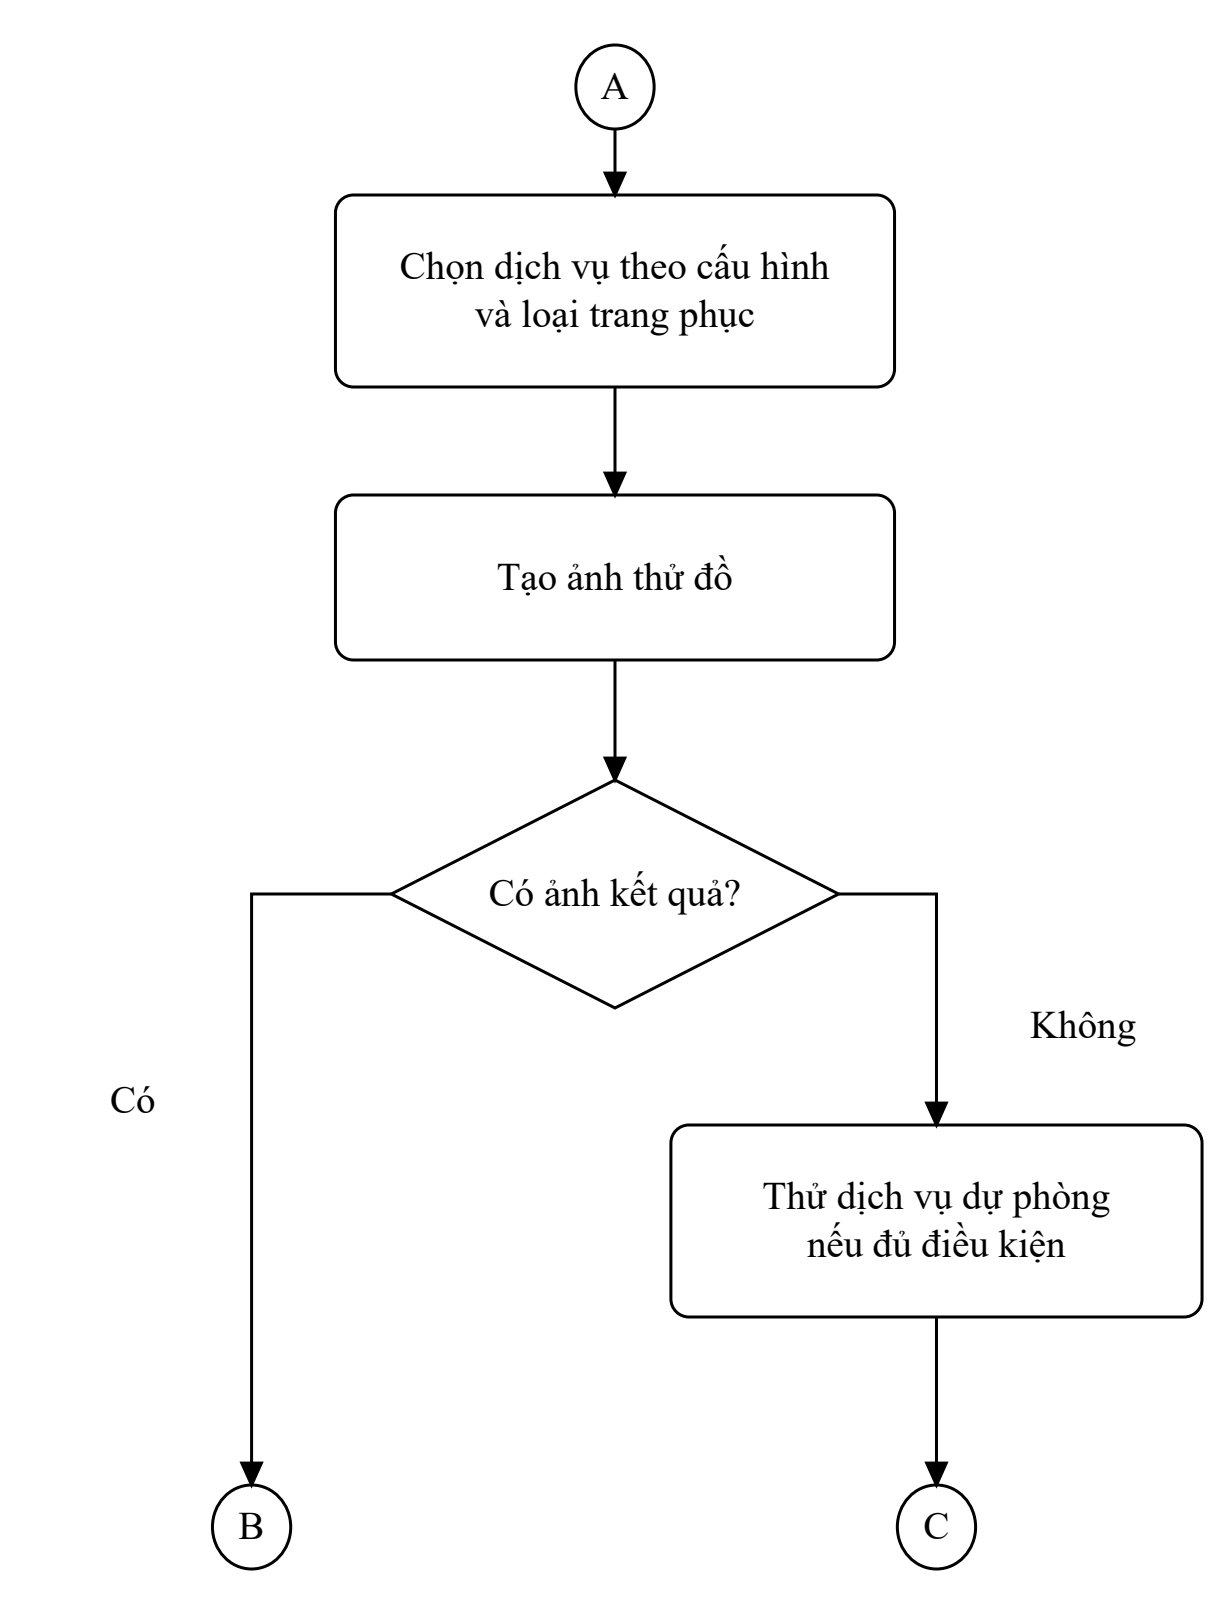 A
Chọn dịch vụ theo cấu hình
và loại trang phục
Tạo ảnh thử đồ
Có ảnh kết quả?
Không
Có
Thử dịch vụ dự phòng
nếu đủ điều kiện
B
C